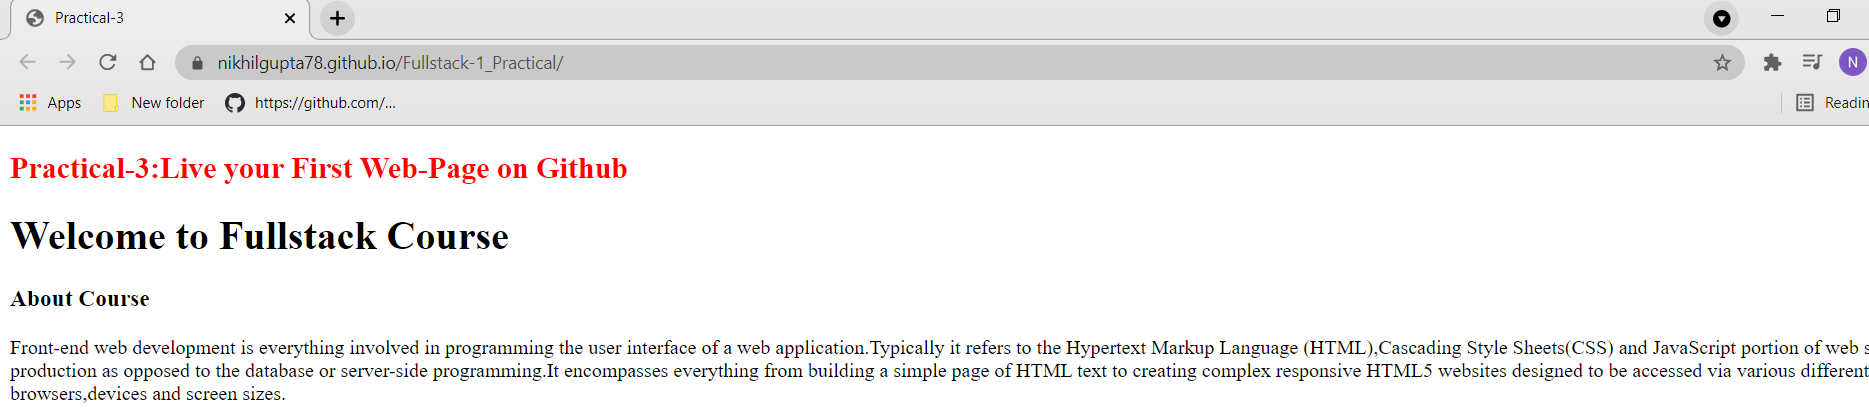 Practical-3
nikhilgupta78.github.io/Fullstack-1_Practical/
N
Apps New folder https://github.com/...
Practical-3:Live your First Web-Page on Github
Welcome to Fullstack Course
About Course
Front-end web development is everything involved in programming the user interface of a web application.Typically it refers to the Hypertext Markup Language (HTML),Cascading Style Sheets(CSS) and JavaScript portion of web
production as opposed to the database or server-side programming.It encompasses everything from building a simple page of HTML text to creating complex responsive HTML5 websites designed to be accessed via various different
browsers,devices and screen sizes.